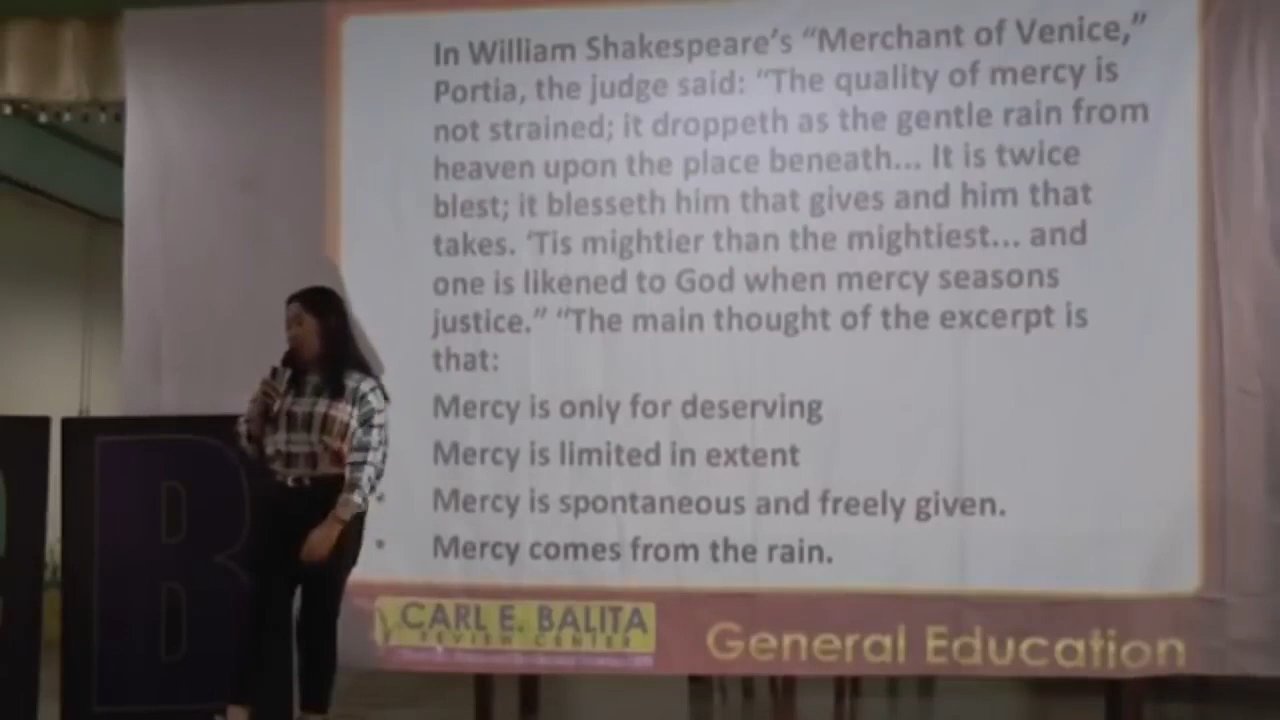 In William Shakespeare's "Merchant of Venice,"
Portia, the judge said: "The quality of mercy is
not strained; it droppeth as the gentle rain from
heaven upon the place beneath... It is twice
blest; it blesseth him that gives and him that
takes. 'Tis mightier than the mightiest... and
one is likened to God when mercy seasons
justice." "The main thought of the excerpt is
that:
Mercy is only for deserving
Mercy is limited in extent
• Mercy is spontaneous and freely given.
• Mercy comes from the rain.
B
CARL E. BALITA
REVIEW CENTER
General Education